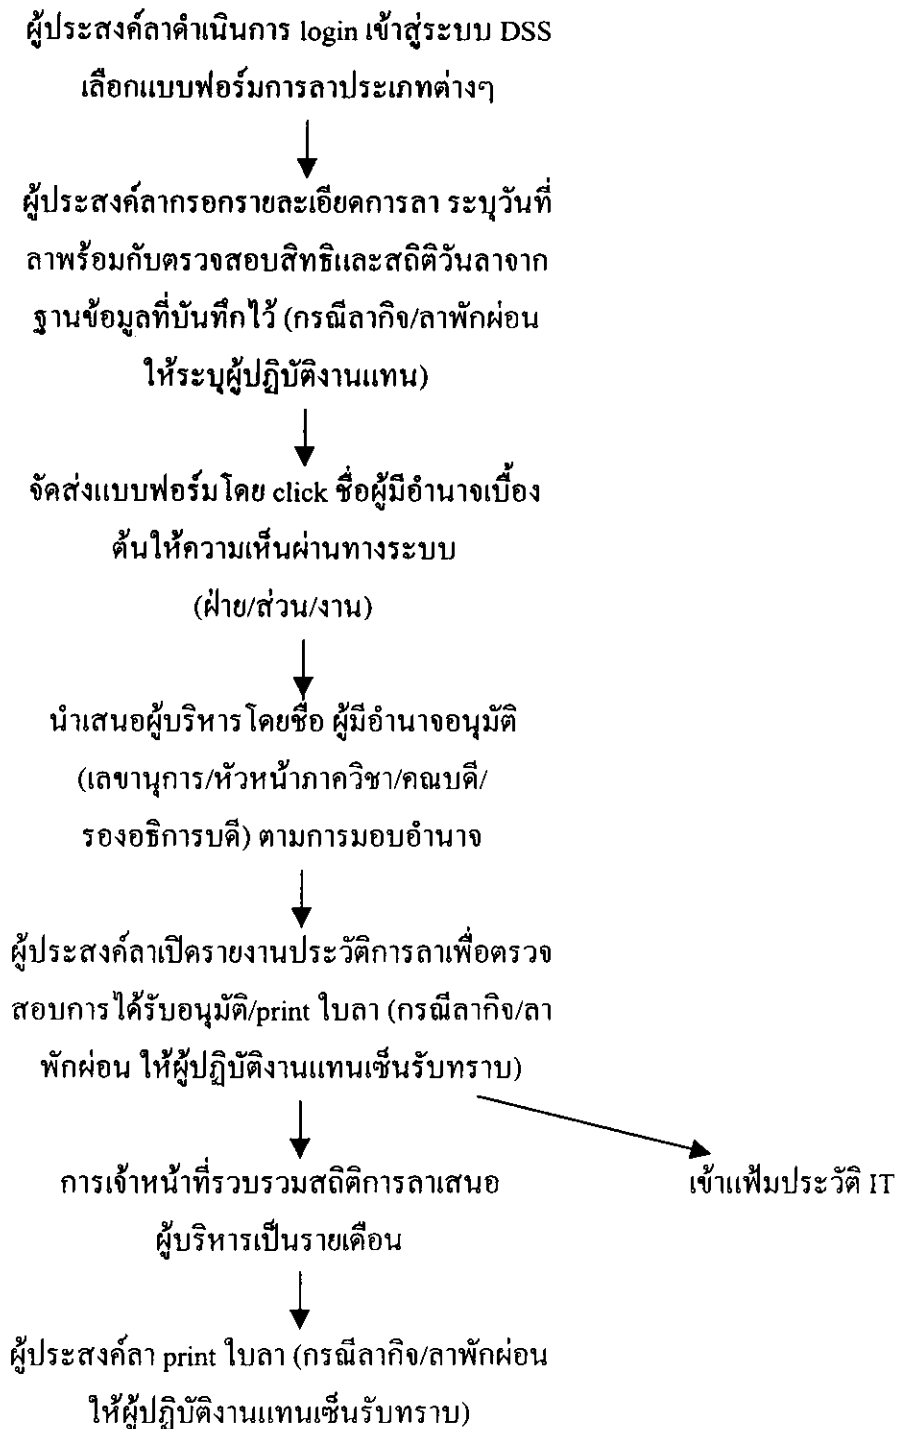 ผู้ประสงค์ลาดำเนินการ login เข้าสู่ระบบ DSS
เลือกแบบฟอร์มการลาประเภทต่างๆ
ผู้ประสงค์ลากรอกรายละเอียดการลา ระบุวันที่
ลาพร้อมกับตรวจสอบสิทธิและสถิติวันลาจาก
ฐานข้อมูลที่บันทึกไว้ (กรณีลากิจ/ลาพักผ่อน
ให้ระบุผู้ปฏิบัติงานแทน)
จัดส่งแบบฟอร์มโดย click ชื่อผู้มีอำนาจเบื้อง
ต้นให้ความเห็นผ่านทางระบบ
(ฝ่าย/ส่วน/งาน)
นำเสนอผู้บริหารโดยชื่อ ผู้มีอำนาจอนุมัติ
(เลขานุการ/หัวหน้าภาควิชา/คณบดี/
รองอธิการบดี) ตามการมอบอำนาจ
ผู้ประสงค์ลาเปิดรายงานประวัติการลาเพื่อตรวจ
สอบการได้รับอนุมัติ/print ใบลา (กรณีลากิจ/ลา
พักผ่อน ให้ผู้ปฏิบัติงานแทนเซ็นรับทราบ)
การเจ้าหน้าที่รวบรวมสถิติการลาเสนอ
ผู้บริหารเป็นรายเดือน
เข้าแฟ้มประวัติ IT
ผู้ประสงค์ลา print ใบลา (กรณีลากิจ/ลาพักผ่อน
ให้ผู้ปฏิบัติงานแทนเซ็นรับทราบ)